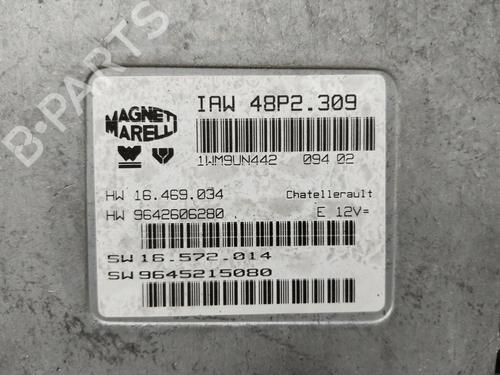 MAGNETI
MARELLI
IAW 48P2.309
1WM9UN442 094 02
HW 16.469.034 Chatellerault
HW 9642606280 E 12V=
SW 16.572.014
SW 9645215080
B-PARTS